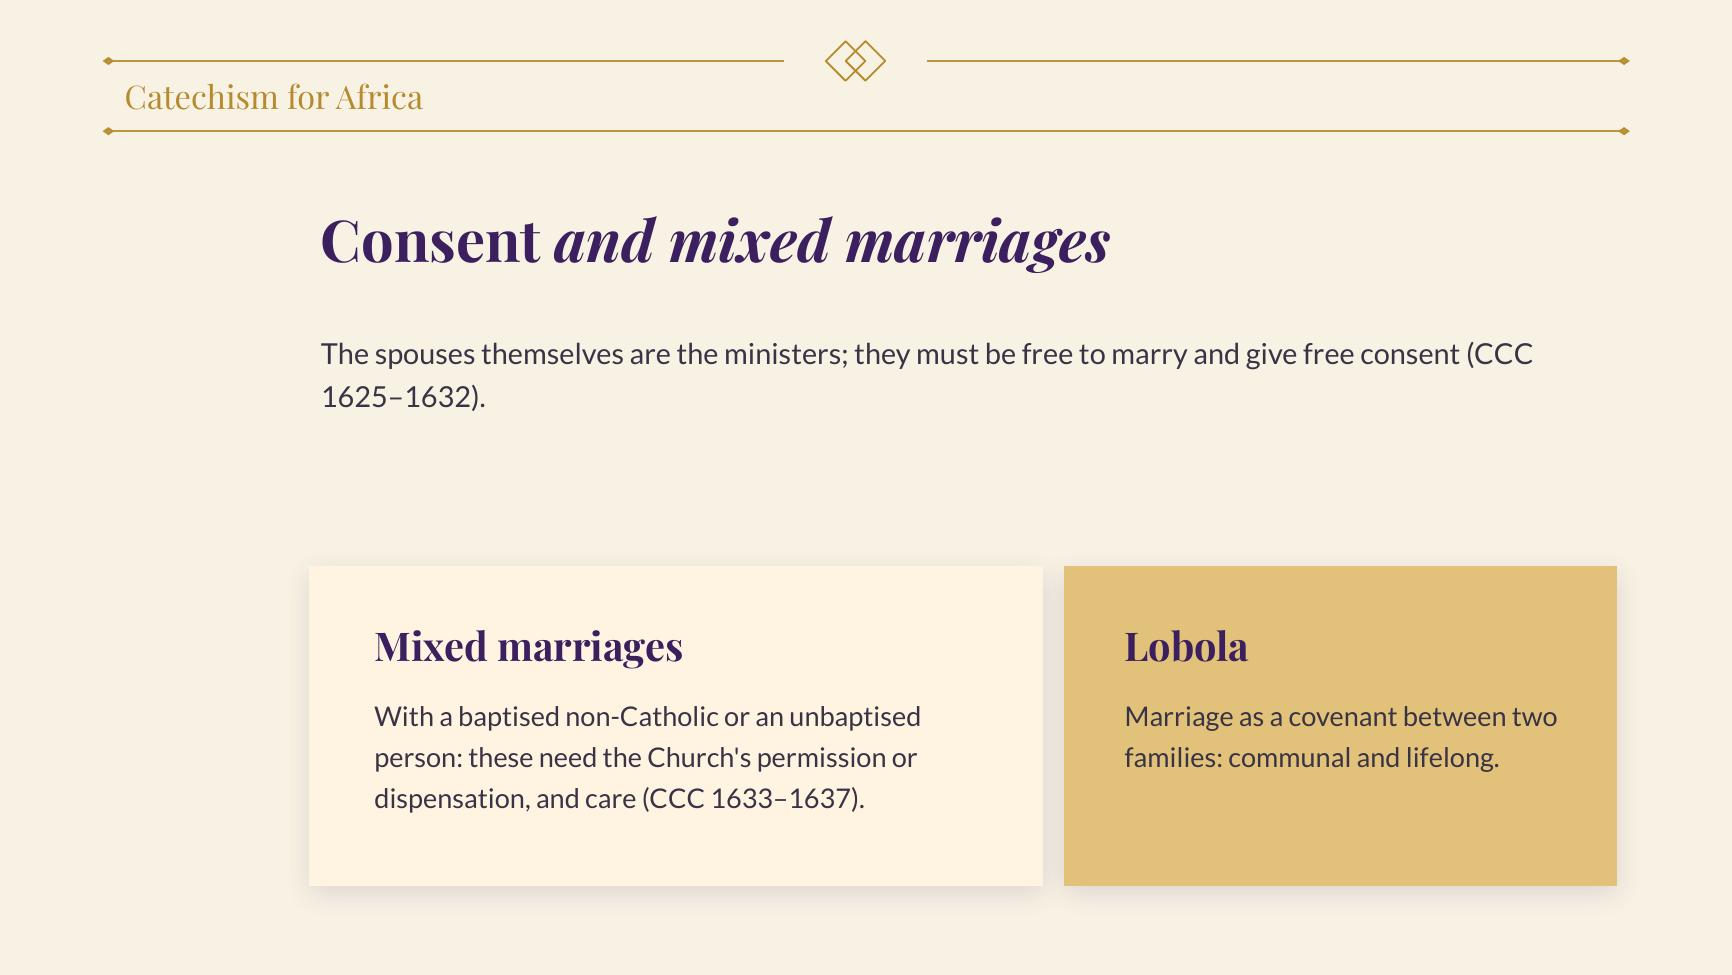 Catechism for Africa
Consent and mixed marriages
The spouses themselves are the ministers; they must be free to marry and give free consent (CCC
1625–1632).
Mixed marriages
With a baptised non-Catholic or an unbaptised
person: these need the Church's permission or
dispensation, and care (CCC 1633–1637).
Lobola
Marriage as a covenant between two
families: communal and lifelong.